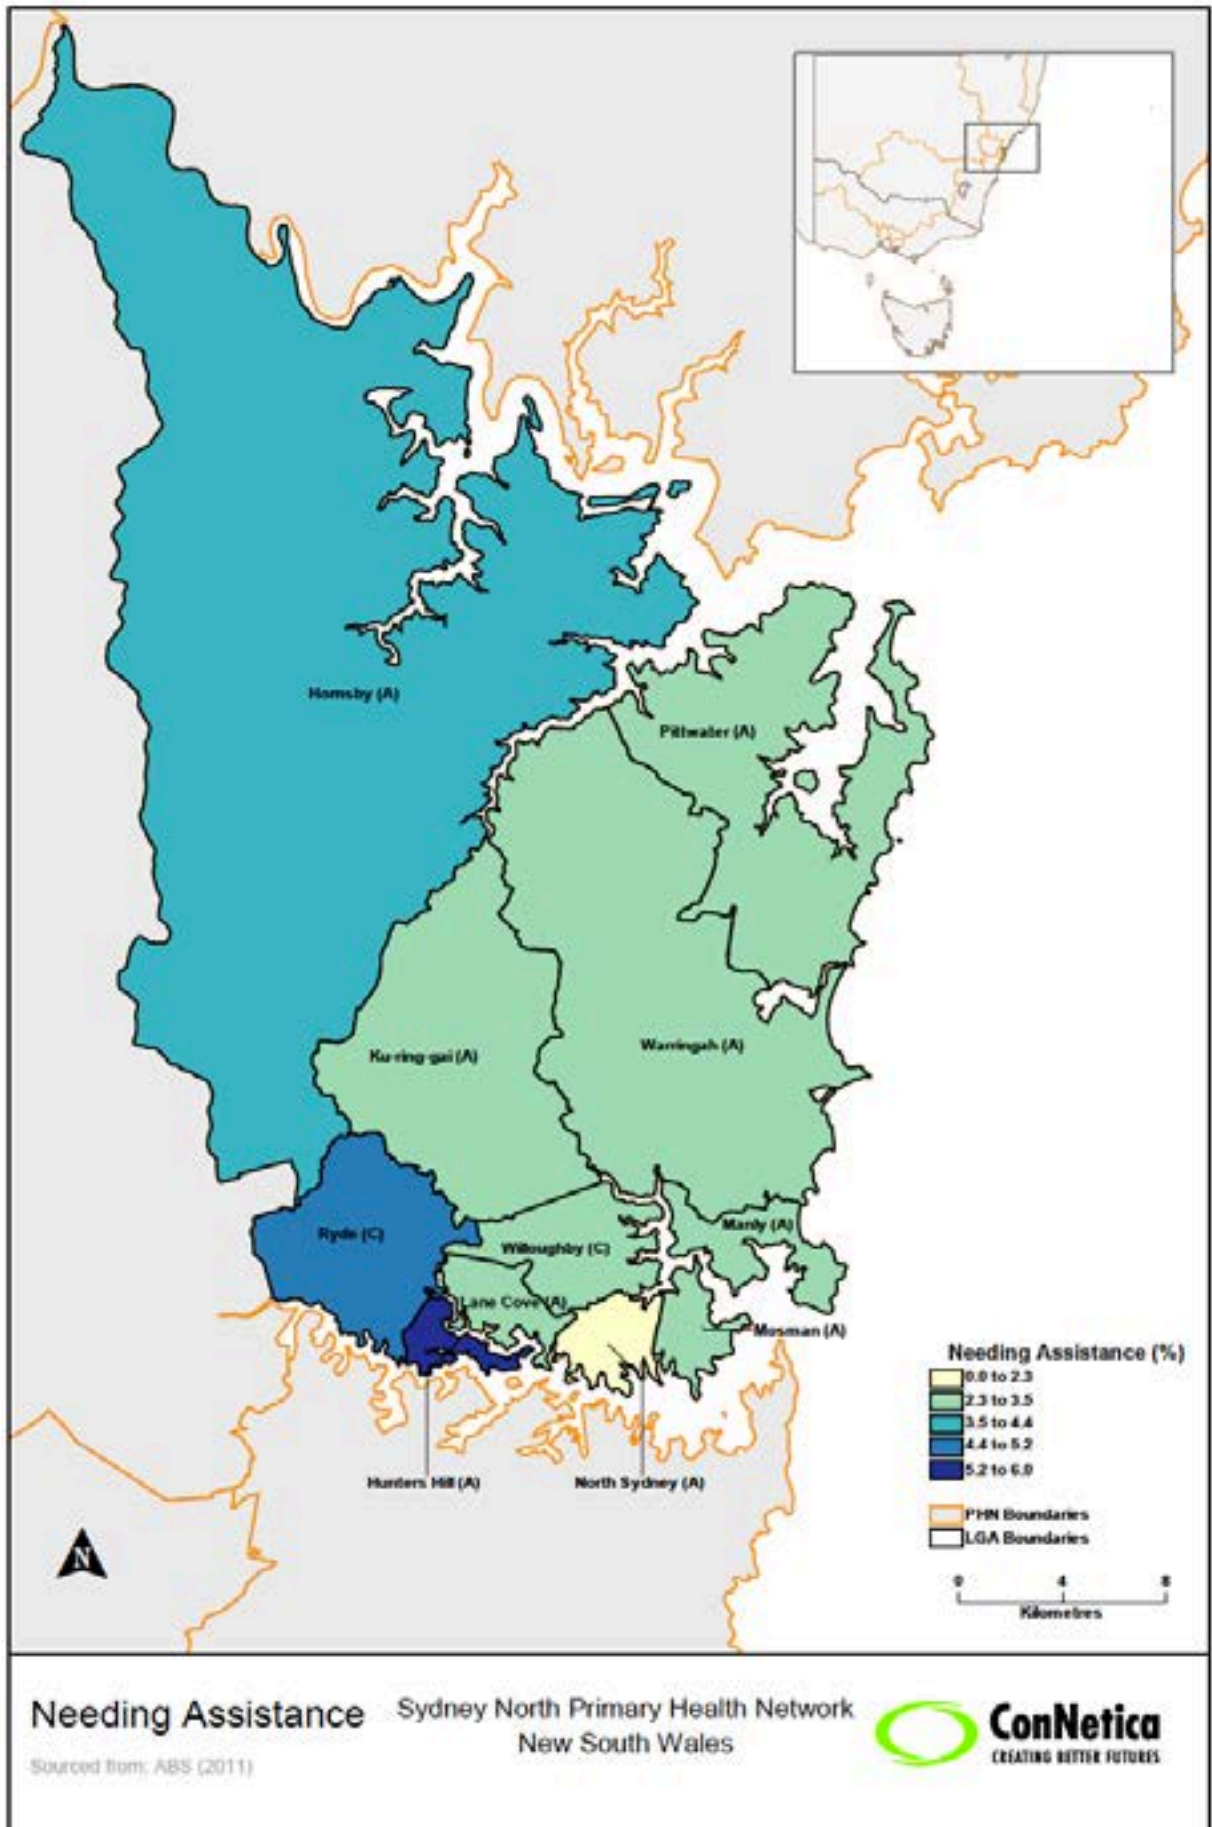 Hornsby (A)
Pittwater (A)
Ku-ring-gai (A)
Warringah (A)
Ryde (C)
Willoughby (C)
Manly (A)
Lane Cove (A)
Mosman (A)
Hunters Hill (A)
North Sydney (A)
Needing Assistance (%)
0.0 to 2.3
2.3 to 3.5
3.5 to 4.4
4.4 to 5.2
5.2 to 6.0
PHN Boundaries
LGA Boundaries
0 4 8
Kilometres
N
Needing Assistance
Sourced from: ABS (2011)
Sydney North Primary Health Network
New South Wales
ConNetica
CREATING BETTER FUTURES